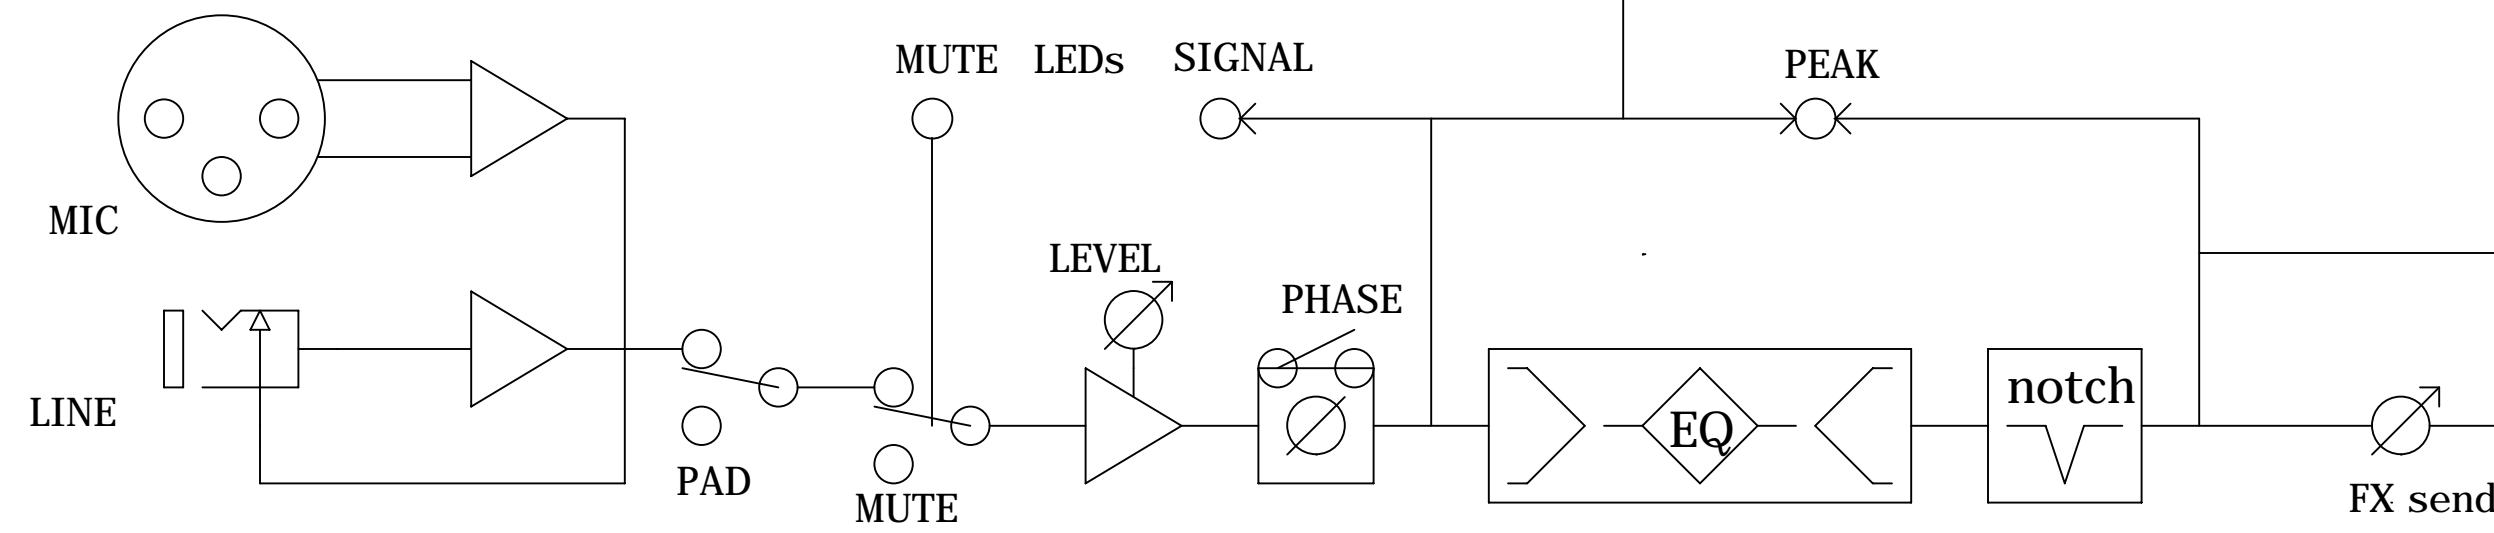 MUTE LEDs SIGNAL
PEAK
MIC
LEVEL
PHASE
LINE
notch
EQ
PAD
MUTE
FX send